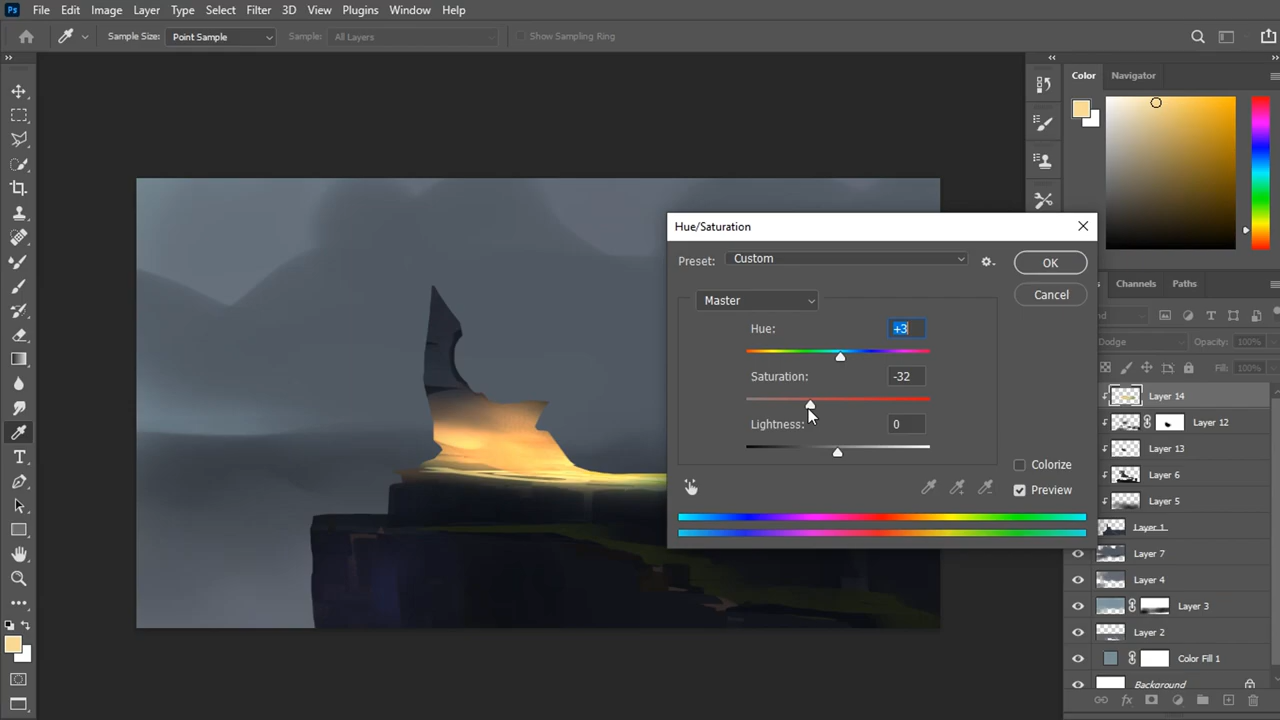 Ps File Edit Image Layer Type Select Filter 3D View Plugins Window Help
Sample Size: Point Sample Sample: All Layers Show Sampling Ring
Color Navigator
Hue/Saturation
Preset: Custom OK
Cancel
Channels Paths
Master
Hue: +3
Saturation: -32
Lightness: 0
Colorize
Preview
Dodge Opacity: 100%
Fill: 100%
Layer 14
Layer 12
Layer 13
Layer 6
Layer 5
Layer 1
Layer 7
Layer 4
Layer 3
Layer 2
Color Fill 1
Background